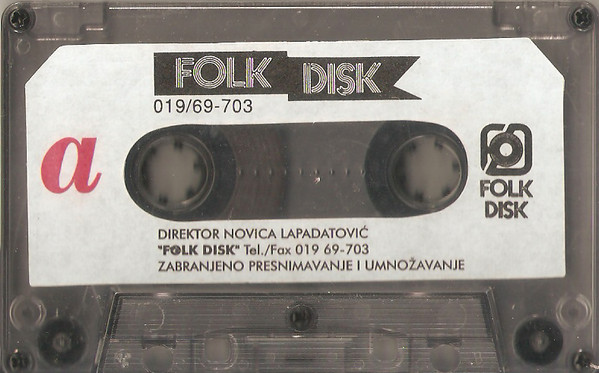 FOLK DISK
019/69-703
a
FOLK
DISK
DIREKTOR NOVICA LAPADATOVIĆ
"FOLK DISK" Tel./Fax 019 69-703
ZABRANJENO PRESNIMAVANJE I UMNOŽAVANJE